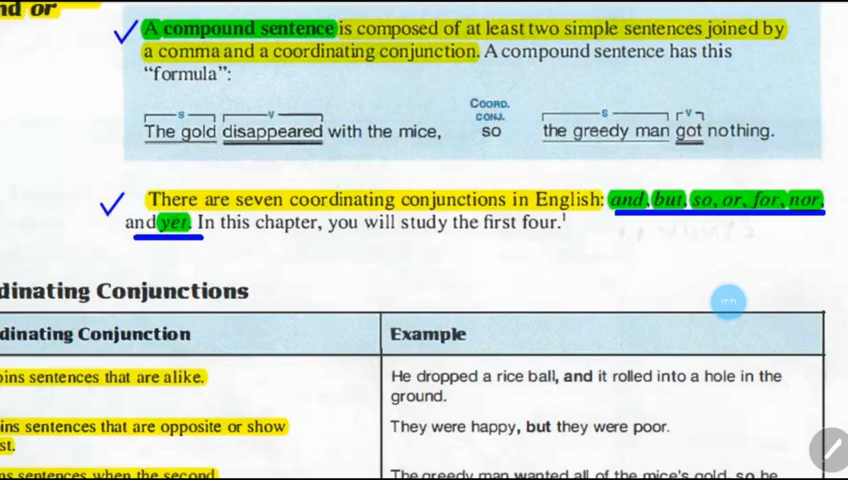 nd or
A compound sentence is composed of at least two simple sentences joined by
a comma and a coordinating conjunction. A compound sentence has this
“formula”:
S V COORD. CONJ. S V
The gold disappeared with the mice, so the greedy man got nothing.
There are seven coordinating conjunctions in English: and, but, so, or, for, nor,
and yet. In this chapter, you will study the first four.¹
dinating Conjunctions
dinating Conjunction Example
oins sentences that are alike. He dropped a rice ball, and it rolled into a hole in the
ground.
ins sentences that are opposite or show They were happy, but they were poor.
st.
ns sentences when the second The greedy man wanted all of the mice's gold, so he